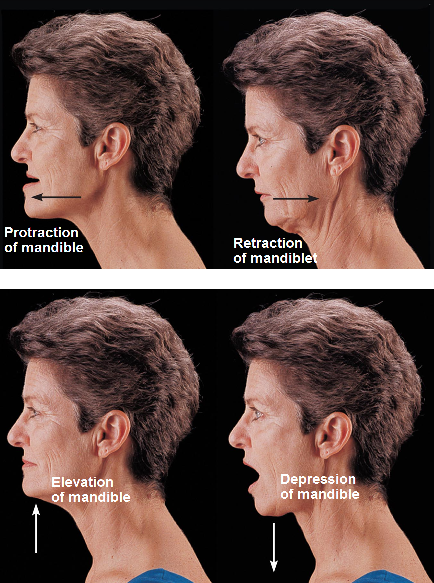 Protraction
of mandible
Retraction
of mandiblet
Elevation
of mandible
Depression
of mandible